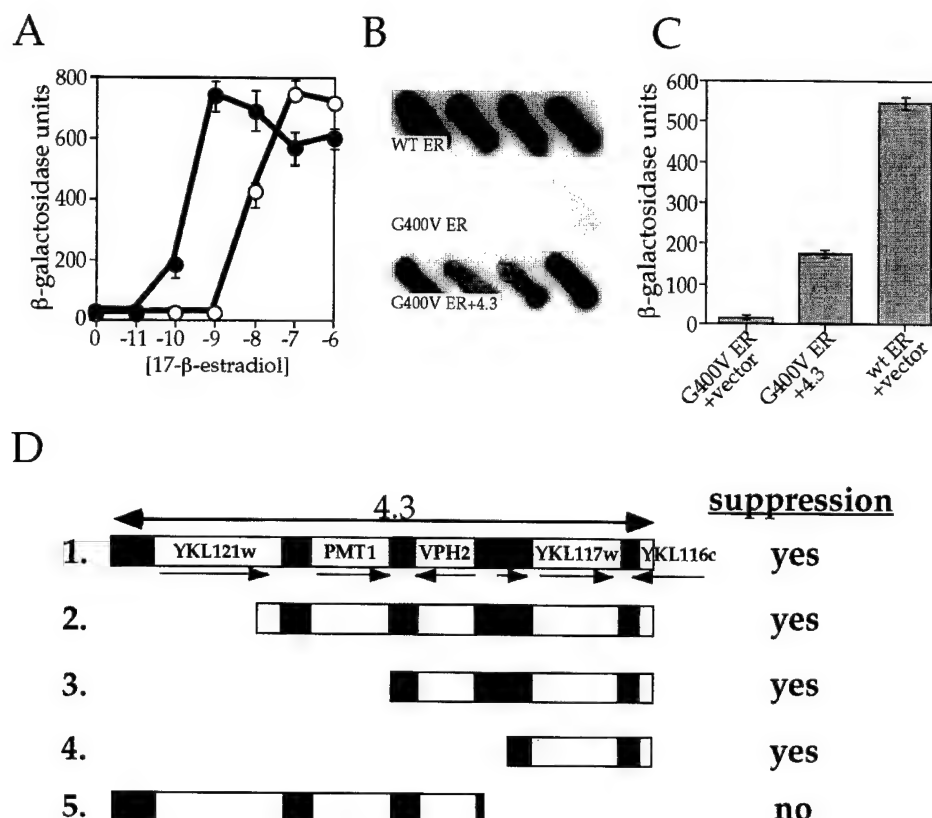 A
β-galactosidase units
800
600
400
200
0
0 -11 -10 -9 -8 -7 -6
[17-β-estradiol]
B
WT ER
G400V ER
G400V ER+4.3
C
β-galactosidase units
600
500
400
300
200
100
0
G400V ER
+vector
G400V ER
+4.3
wt ER
+vector
D
4.3
suppression
1. YKL121w PMT1 VPH2 YKL117w YKL116c yes
2. yes
3. yes
4. yes
5. no